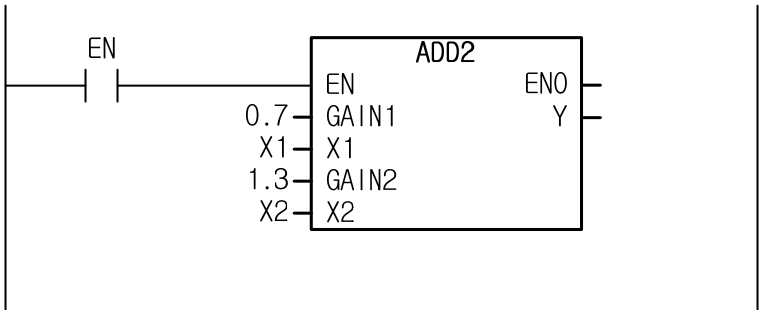 EN
ADD2
EN ENO
0.7 GAIN1 Y
X1 X1
1.3 GAIN2
X2 X2